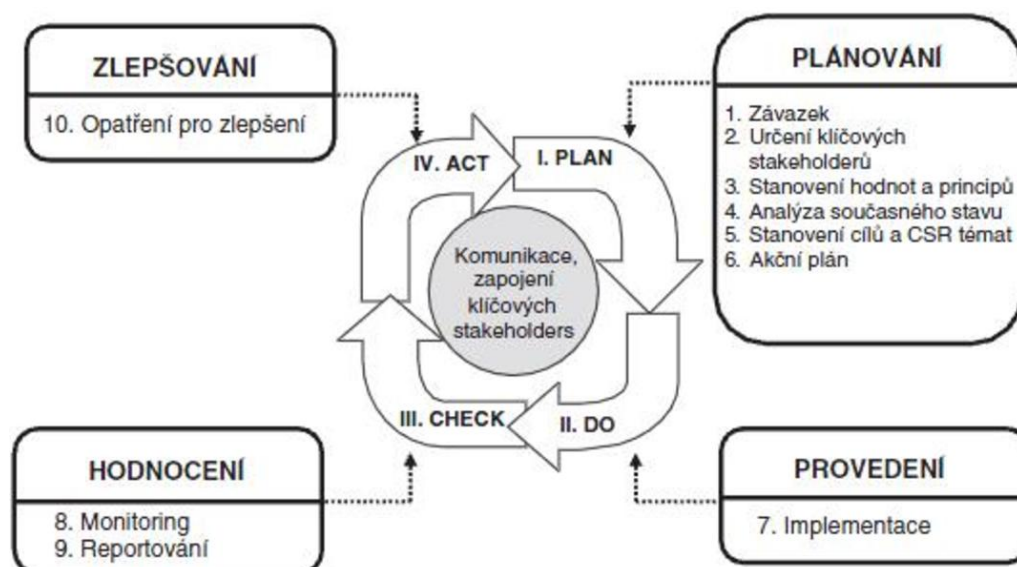 ZLEPŠOVÁNÍ
10. Opatření pro zlepšení
PLÁNOVÁNÍ
1. Závazek
2. Určení klíčových
stakeholderů
3. Stanovení hodnot a principů
4. Analýza současného stavu
5. Stanovení cílů a CSR témat
6. Akční plán
IV. ACT
I. PLAN
Komunikace,
zapojení
klíčových
stakeholders
III. CHECK
II. DO
HODNOCENÍ
8. Monitoring
9. Reportování
PROVEDENÍ
7. Implementace